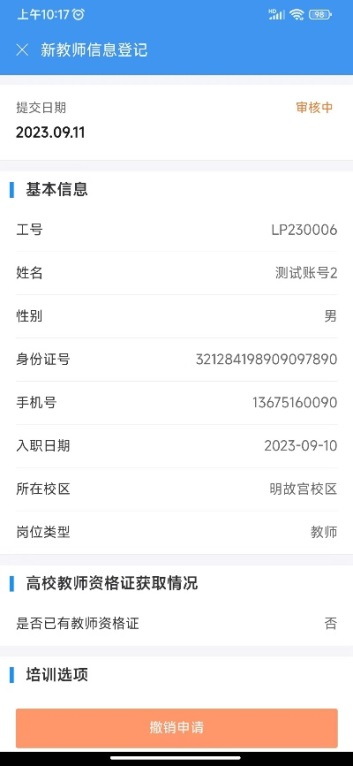 上午10:17
HD 98
新教师信息登记
提交日期 审核中
2023.09.11
基本信息
工号 LP230006
姓名 测试账号2
性别 男
身份证号 321284198909097890
手机号 13675160090
入职日期 2023-09-10
所在校区 明故宫校区
岗位类型 教师
高校教师资格证获取情况
是否已有教师资格证 否
培训选项
撤销申请